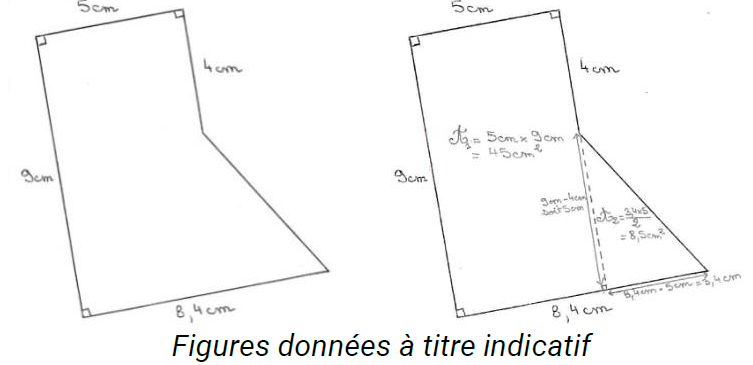 5cm
4cm
9cm
8,4cm
5cm
4cm
𝒜₁ = 5cm × 9cm
= 45cm²
9cm
9cm - 4cm
soit 5cm
𝒜₂ = 3,4×5
2
= 8,5cm²
8,4cm - 5cm = 3,4cm
8,4cm
Figures données à titre indicatif